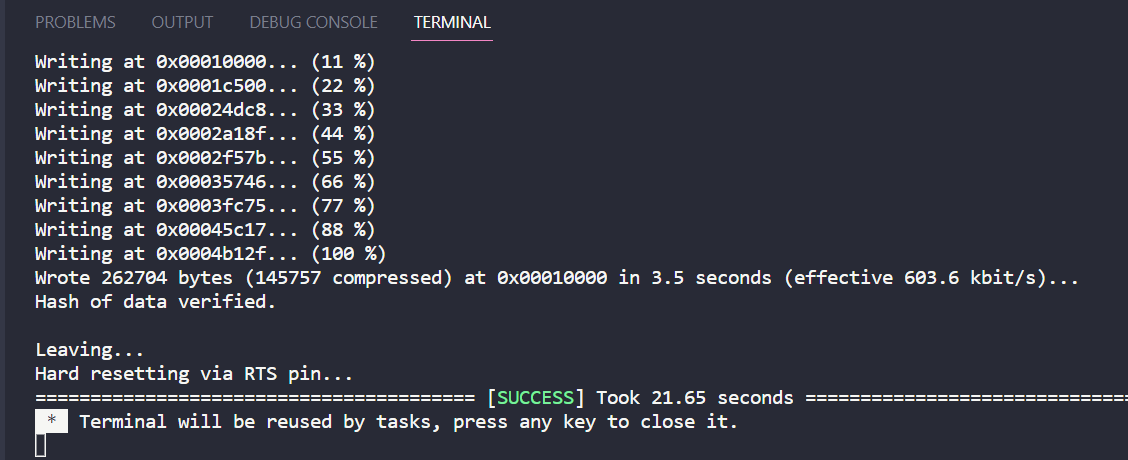 PROBLEMS OUTPUT DEBUG CONSOLE TERMINAL
Writing at 0x00010000... (11 %)
Writing at 0x0001c500... (22 %)
Writing at 0x00024dc8... (33 %)
Writing at 0x0002a18f... (44 %)
Writing at 0x0002f57b... (55 %)
Writing at 0x00035746... (66 %)
Writing at 0x0003fc75... (77 %)
Writing at 0x00045c17... (88 %)
Writing at 0x0004b12f... (100 %)
Wrote 262704 bytes (145757 compressed) at 0x00010000 in 3.5 seconds (effective 603.6 kbit/s)...
Hash of data verified.
Leaving...
Hard resetting via RTS pin...
======================================== [SUCCESS] Took 21.65 seconds ==============================
* Terminal will be reused by tasks, press any key to close it.